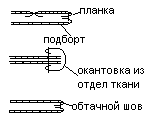 планка
подборт
окантовка из
отдел ткани
обтачной шов